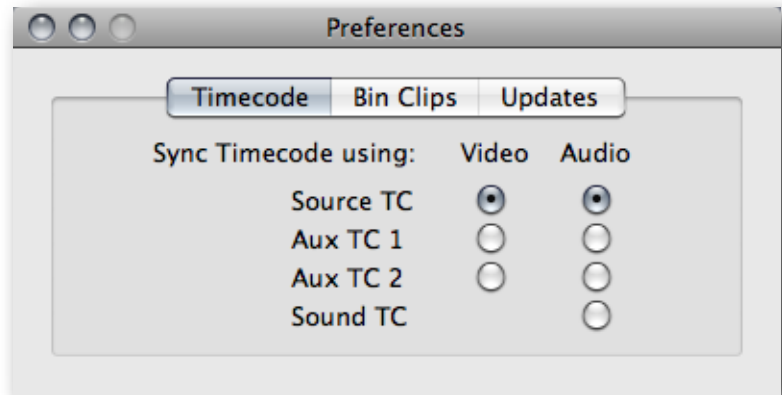 Preferences
Timecode Bin Clips Updates
Sync Timecode using: Video Audio
Source TC
Aux TC 1
Aux TC 2
Sound TC